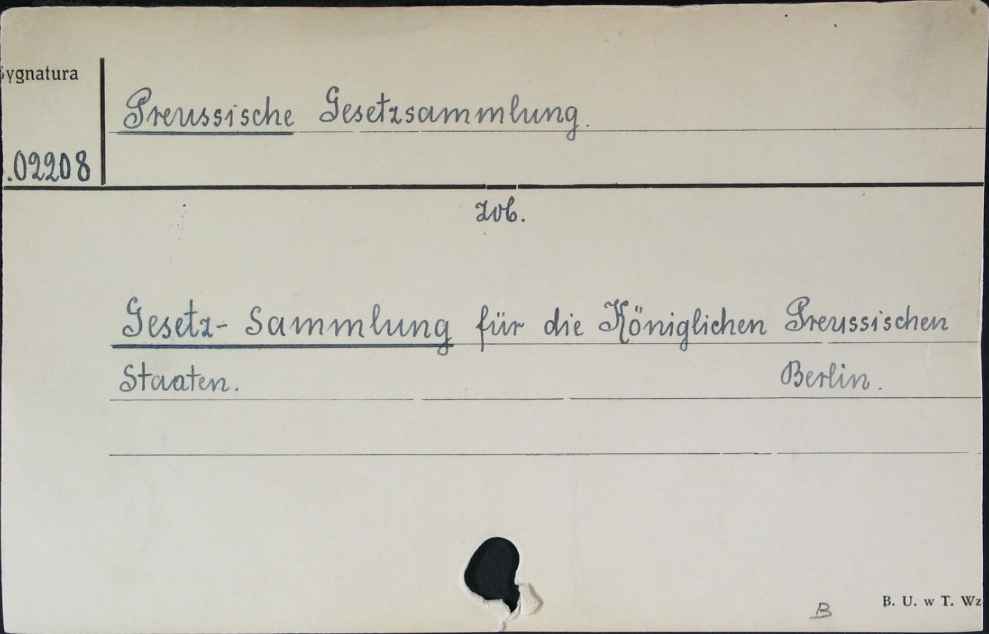 Sygnatura
Preussische Gesetzsammlung.
.02208
zob.
Gesetz-Sammlung für die Königlichen Preussischen
Staaten. Berlin.
B
B. U. w T. Wz